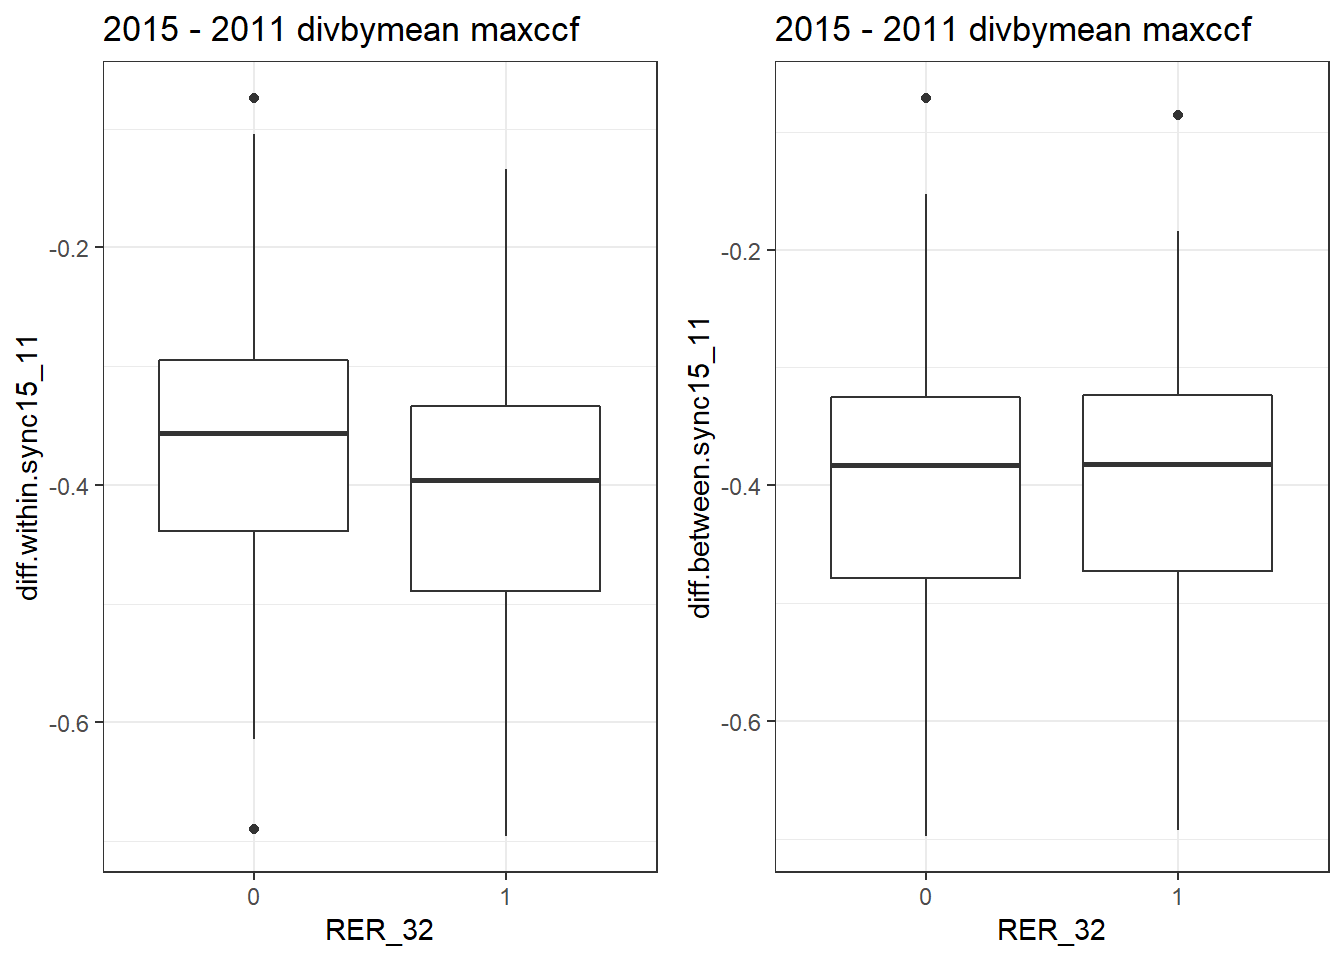 2015 - 2011 divbymean maxccf
diff.within.sync15_11
-0.2
-0.4
-0.6
0 1
RER_32
2015 - 2011 divbymean maxccf
diff.between.sync15_11
-0.2
-0.4
-0.6
0 1
RER_32